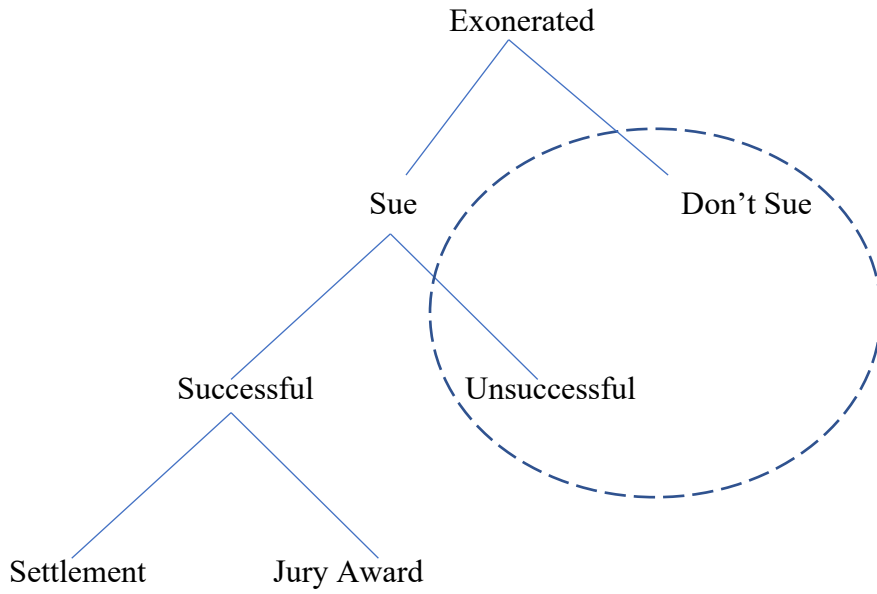 Exonerated
Sue
Don’t Sue
Successful
Unsuccessful
Settlement
Jury Award